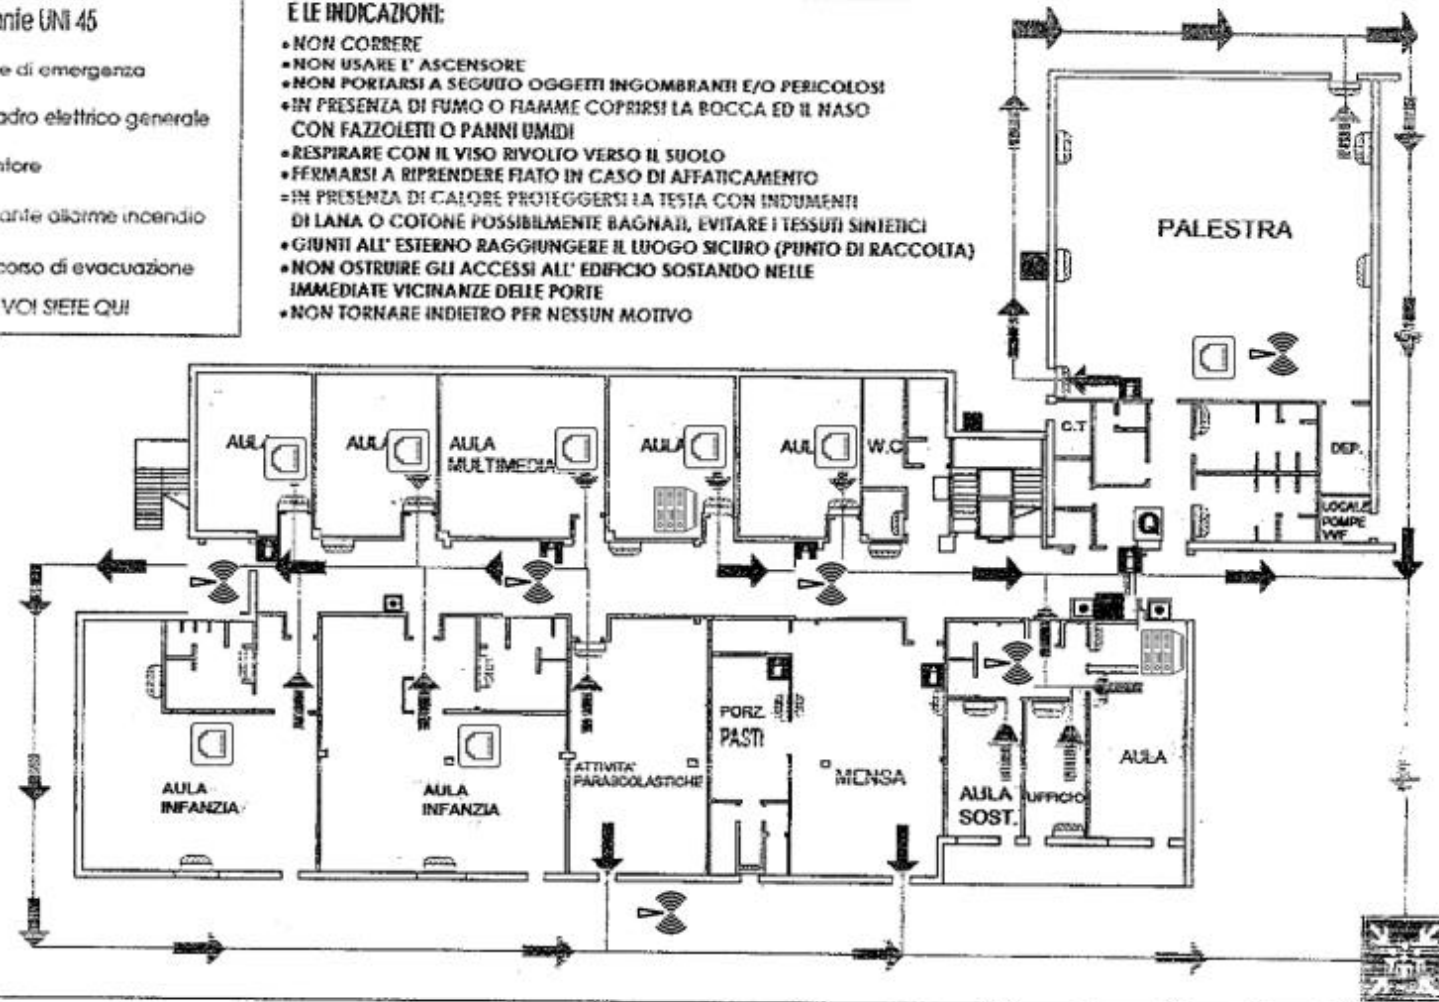 UNI 45
e di emergenza
adro elettrico generale
ante allarme incendio
corso di evacuazione
VOI SIETE QUI
E LE INDICAZIONI:
•NON CORRERE
•NON USARE L' ASCENSORE
•NON PORTARSI A SEGUITO OGGETTI INGOMBRANTI E/O PERICOLOSI
•IN PRESENZA DI FUMO O FIAMME COPRIRSI LA BOCCA ED IL NASO
CON FAZZOLETTI O PANNI UMIDI
•RESPIRARE CON IL VISO RIVOLTO VERSO IL SUOLO
•FERMARSI A RIPRENDERE FIATO IN CASO DI AFFATICAMENTO
•IN PRESENZA DI CALORE PROTEGGERSI LA TESTA CON INDUMENTI
DI LANA O COTONE POSSIBILMENTE BAGNATI, EVITARE I TESSUTI SINTETICI
•GIUNTI ALL' ESTERNO RAGGIUNGERE IL LUOGO SICURO (PUNTO DI RACCOLTA)
•NON OSTRUIRE GLI ACCESSI ALL' EDIFICIO SOSTANDO NELLE
IMMEDIATE VICINANZE DELLE PORTE
•NON TORNARE INDIETRO PER NESSUN MOTIVO
PALESTRA
C.T
DEP.
LOCALE
POMPE
VVF
AULA
AULA
AULA
MULTIMEDIA
AULA
AUL
W.C
Q
AULA
INFANZIA
AULA
INFANZIA
ATTIVITA'
PARASCOLASTICHE
PORZ.
PASTI
MENSA
AULA
SOST.
UFFICIO
AULA